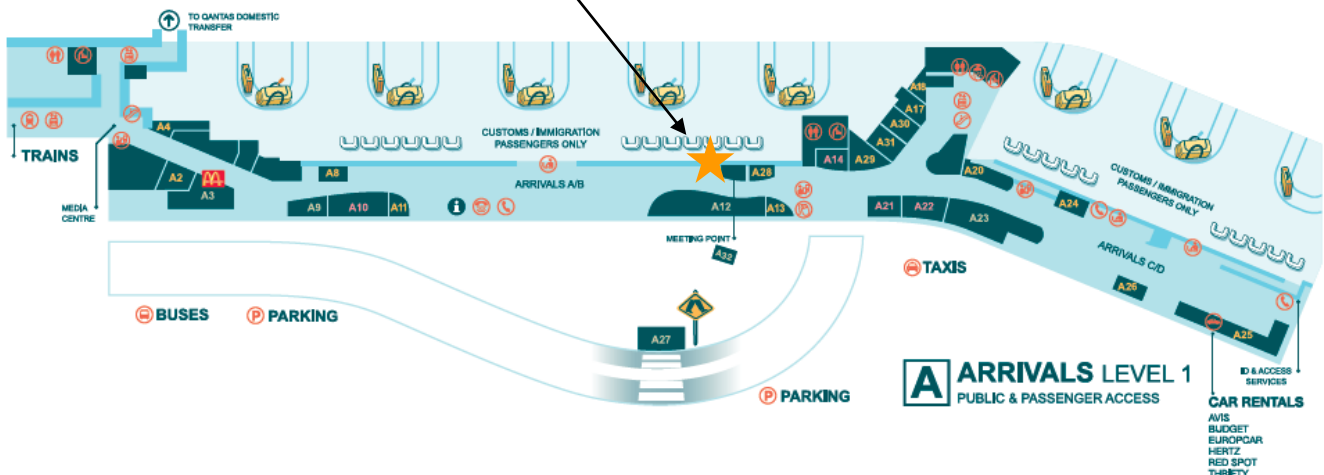 TO QANTAS DOMESTIC
TRANSFER
TRAINS
MEDIA
CENTRE
A4
A2
A3
A8
A9
A10
A11
CUSTOMS / IMMIGRATION
PASSENGERS ONLY
ARRIVALS A/B
i
A28
A12
A13
MEETING POINT
A32
A14
A29
A31
A30
A17
A18
A20
A21
A22
A23
A24
CUSTOMS / IMMIGRATION
PASSENGERS ONLY
ARRIVALS C/D
A26
A25
TAXIS
BUSES
P PARKING
A27
P PARKING
A ARRIVALS LEVEL 1
PUBLIC & PASSENGER ACCESS
ID & ACCESS
SERVICES
CAR RENTALS
AVIS
BUDGET
EUROPCAR
HERTZ
RED SPOT
THRIFTY